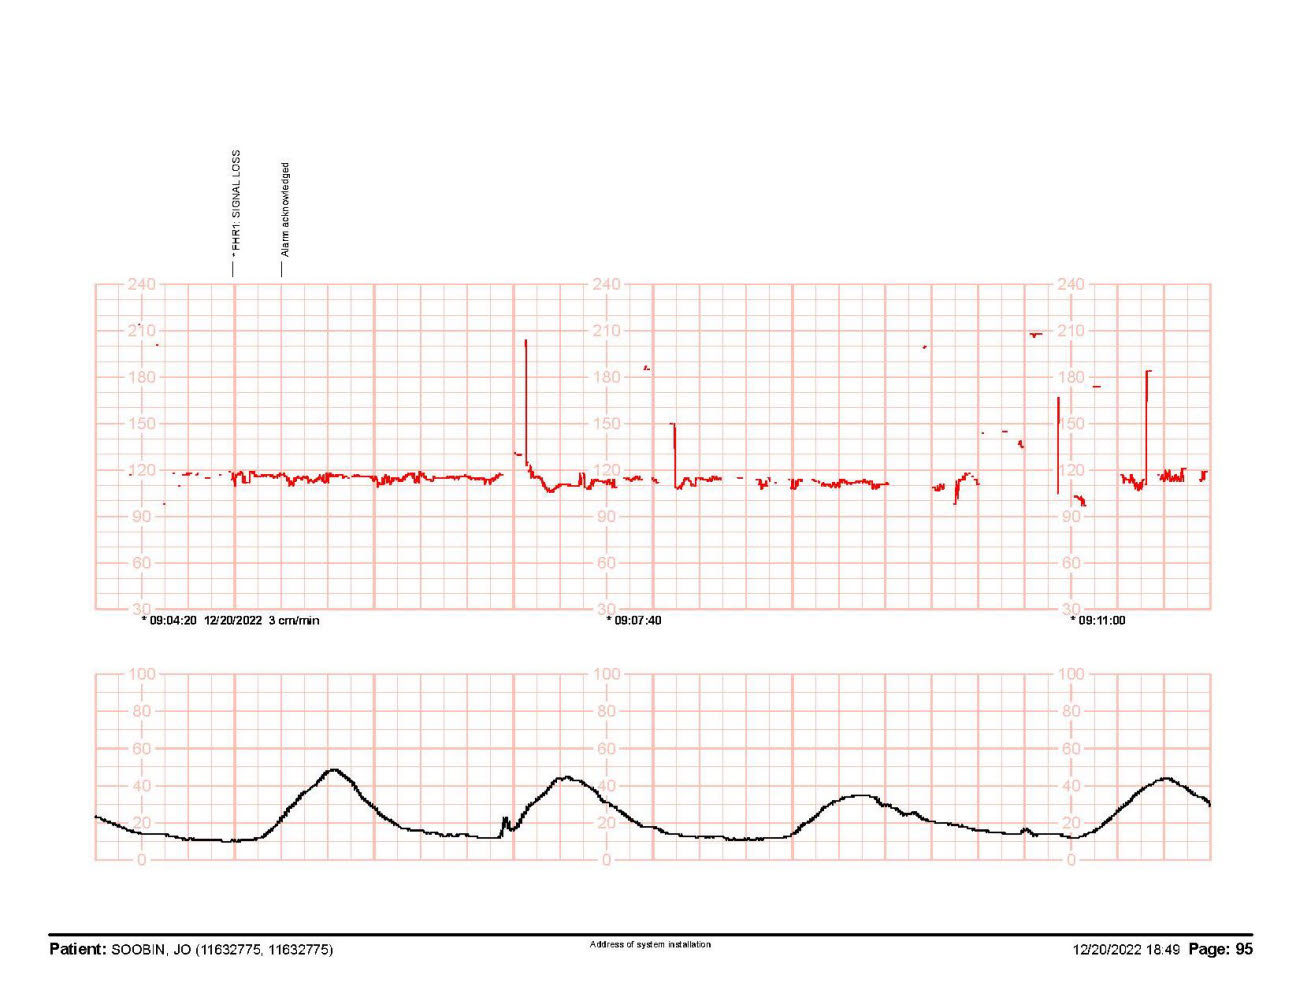 * FHR1: SIGNAL LOSS
Alarm acknowledged
240 240 240
210 210 210
180 180 180
150 150 150
120 120 120
90 90 90
60 60 60
30 30 30
* 09:04:20 12/20/2022 3 cm/min * 09:07:40 * 09:11:00
100 100 100
80 80 80
60 60 60
40 40 40
20 20 20
0 0 0
Patient: SOOBIN, JO (11632775, 11632775) Address of system installation 12/20/2022 18:49 Page: 95